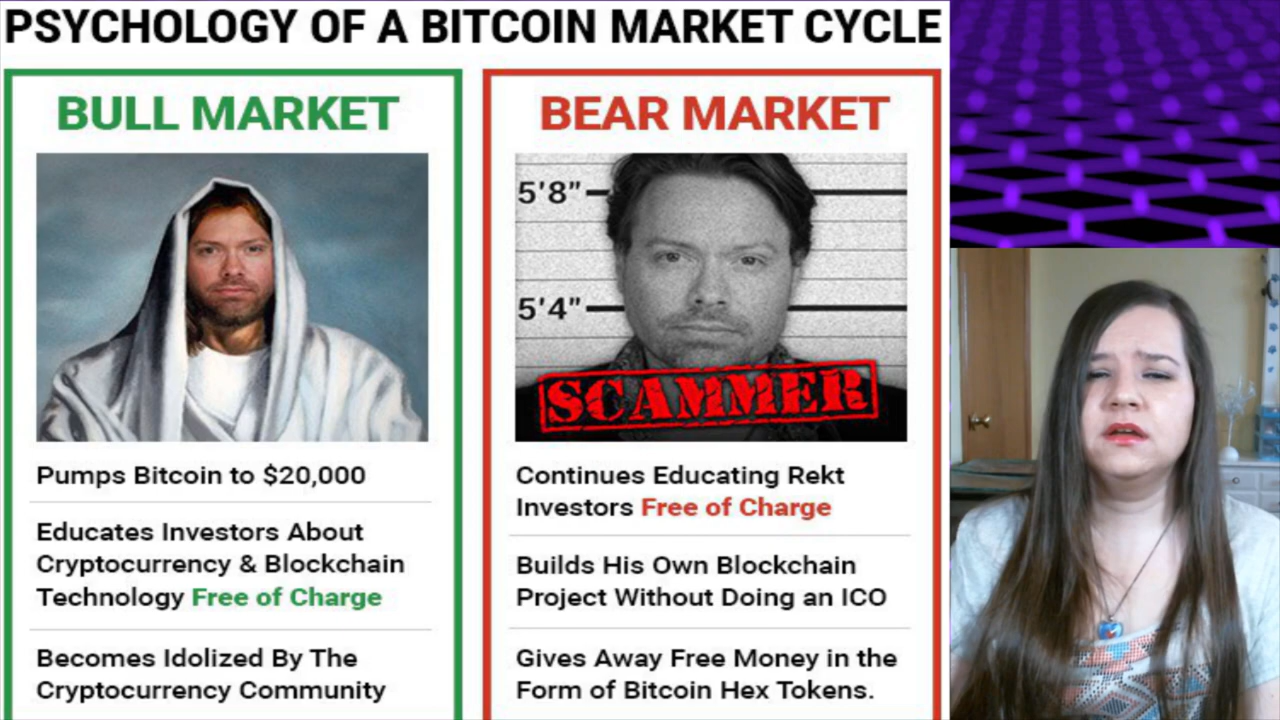 PSYCHOLOGY OF A BITCOIN MARKET CYCLE
BULL MARKET
Pumps Bitcoin to $20,000
Educates Investors About
Cryptocurrency & Blockchain
Technology Free of Charge
Becomes Idolized By The
Cryptocurrency Community
BEAR MARKET
5'8"
5'4"
SCAMMER
Continues Educating Rekt
Investors Free of Charge
Builds His Own Blockchain
Project Without Doing an ICO
Gives Away Free Money in the
Form of Bitcoin Hex Tokens.